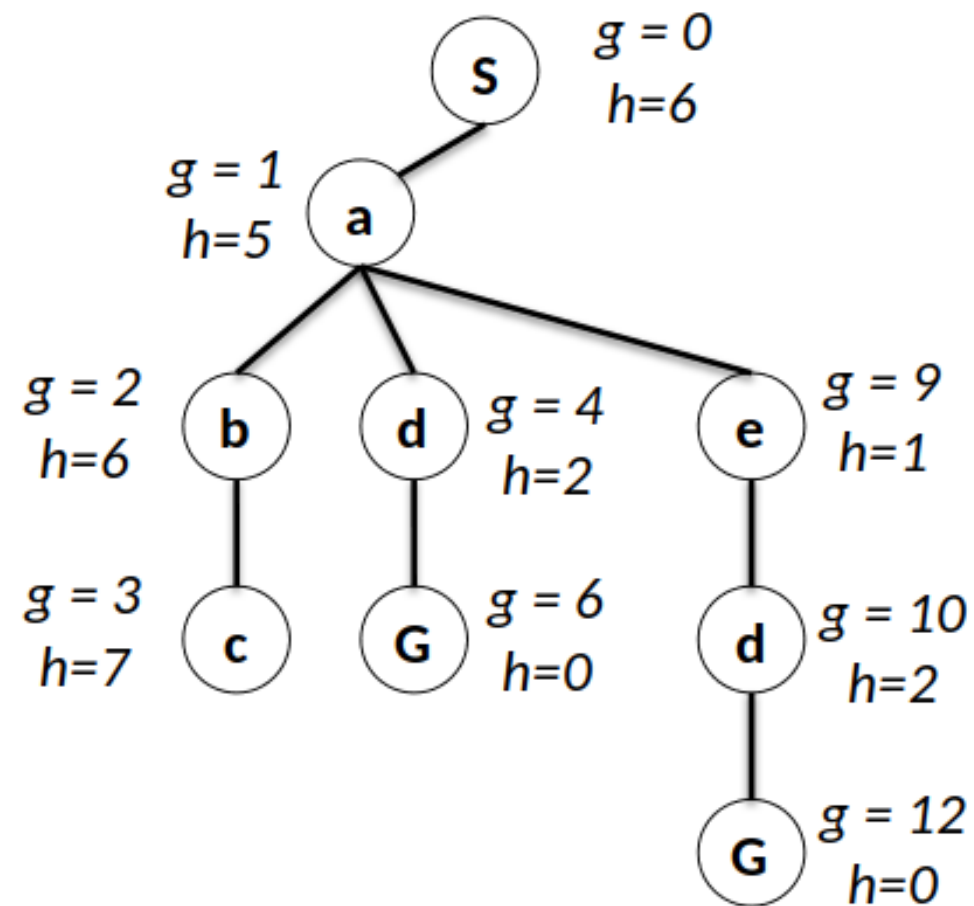 S
g = 0
h=6
g = 1
h=5
a
g = 2
h=6
b
d
g = 4
h=2
e
g = 9
h=1
g = 3
h=7
c
G
g = 6
h=0
d
g = 10
h=2
G
g = 12
h=0